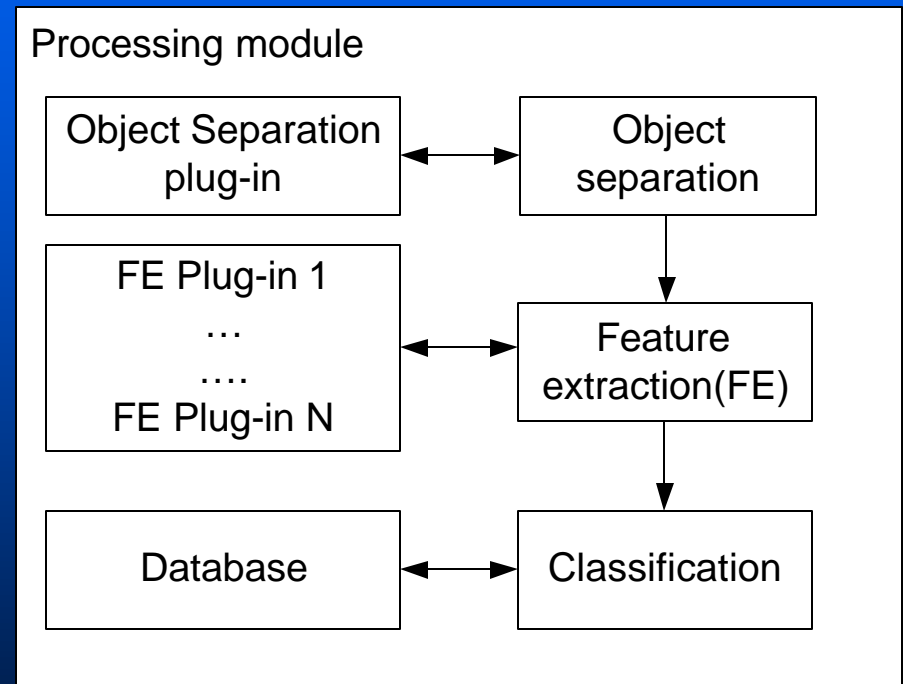 Processing module
Object Separation
plug-in
Object
separation
FE Plug-in 1
…
….
FE Plug-in N
Feature
extraction(FE)
Database
Classification